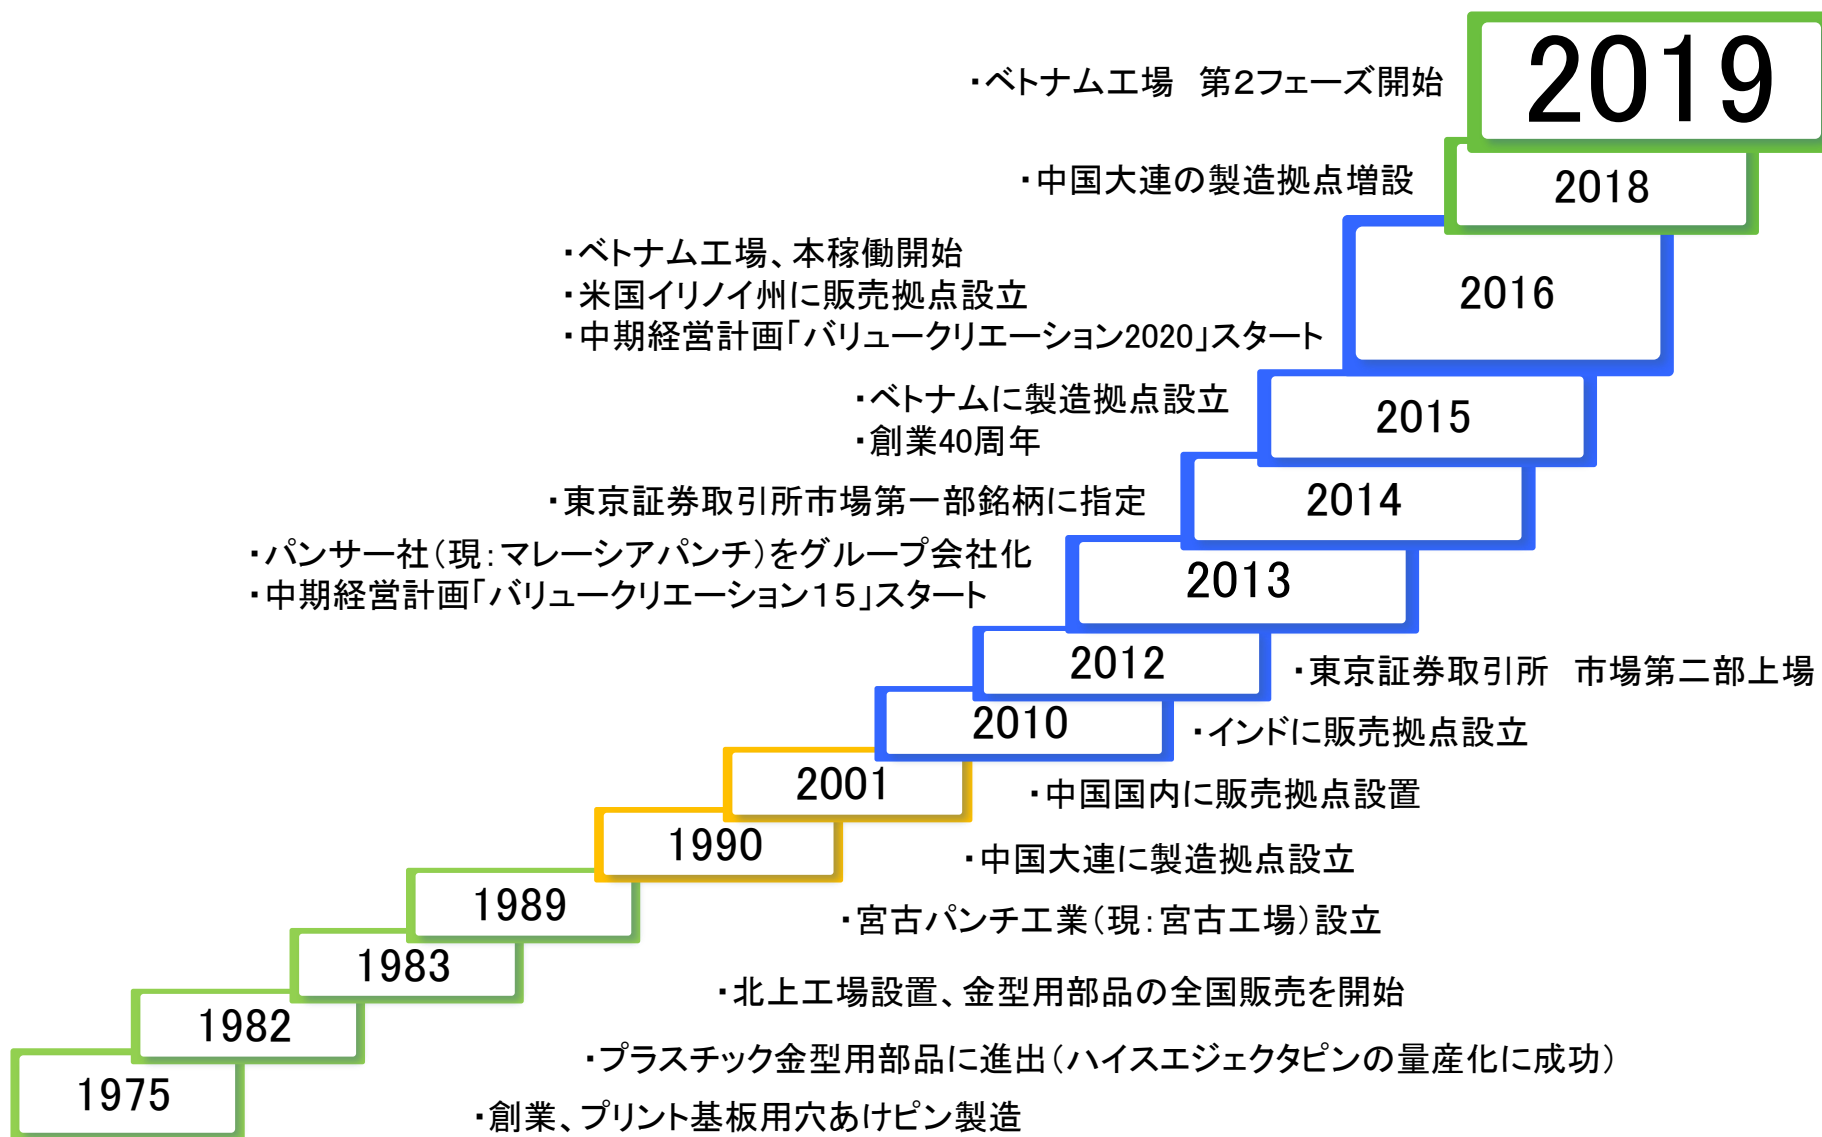 ・ベトナム工場　第2フェーズ開始
2019
・中国大連の製造拠点増設
2018
・ベトナム工場、本稼働開始
・米国イリノイ州に販売拠点設立
・中期経営計画「バリュークリエーション2020」スタート
2016
・ベトナムに製造拠点設立
・創業40周年
2015
・東京証券取引所市場第一部銘柄に指定
2014
・パンサー社（現：マレーシアパンチ）をグループ会社化
・中期経営計画「バリュークリエーション１５」スタート
2013
2012
・東京証券取引所　市場第二部上場
2010
・インドに販売拠点設立
2001
・中国国内に販売拠点設置
1990
・中国大連に製造拠点設立
1989
・宮古パンチ工業（現：宮古工場）設立
1983
・北上工場設置、金型用部品の全国販売を開始
1982
・プラスチック金型用部品に進出（ハイスエジェクタピンの量産化に成功）
1975
・創業、プリント基板用穴あけピン製造